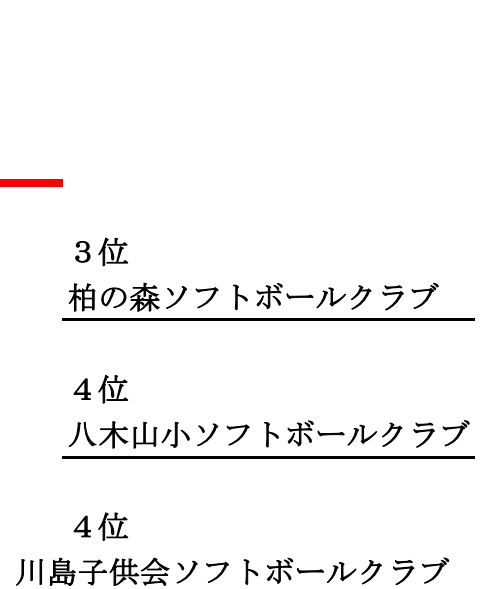 ３位
柏の森ソフトボールクラブ
４位
八木山小ソフトボールクラブ
４位
川島子供会ソフトボールクラブ